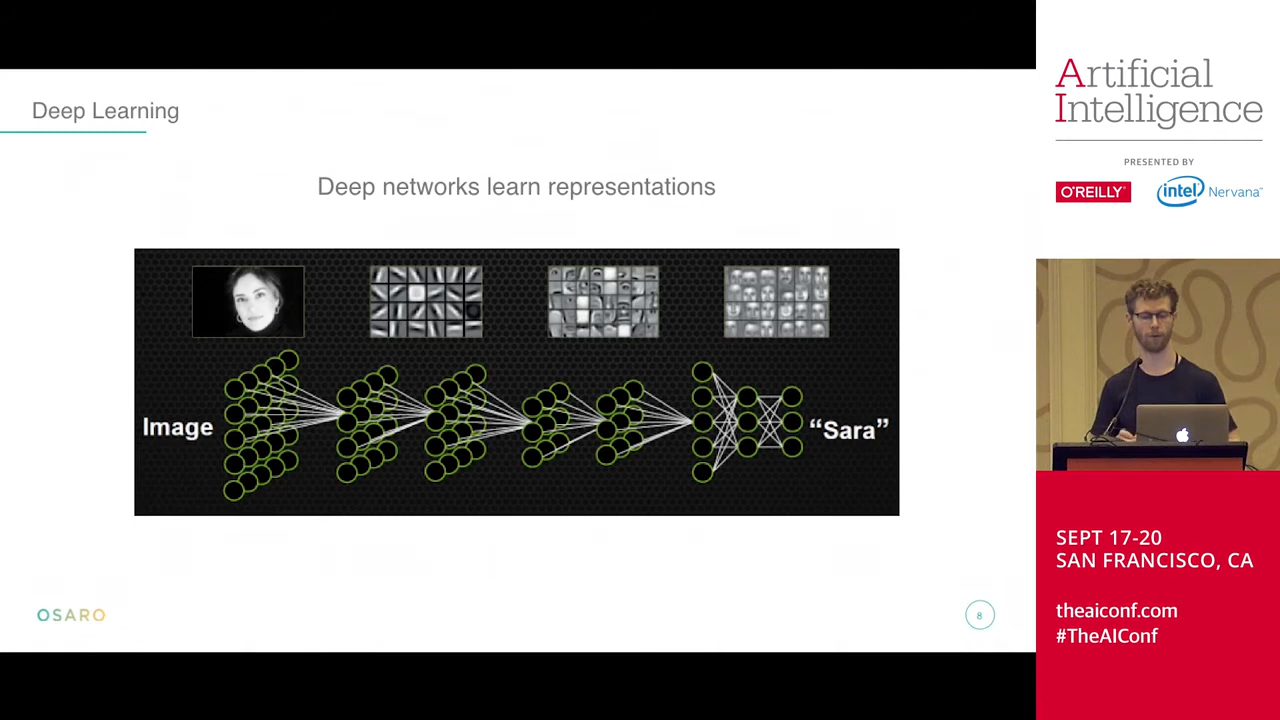 Deep Learning
Deep networks learn representations
Image
“Sara”
OSARO
8
Artificial
Intelligence
PRESENTED BY
O'REILLY
intel Nervana™
SEPT 17-20
SAN FRANCISCO, CA
theaiconf.com
#TheAIConf